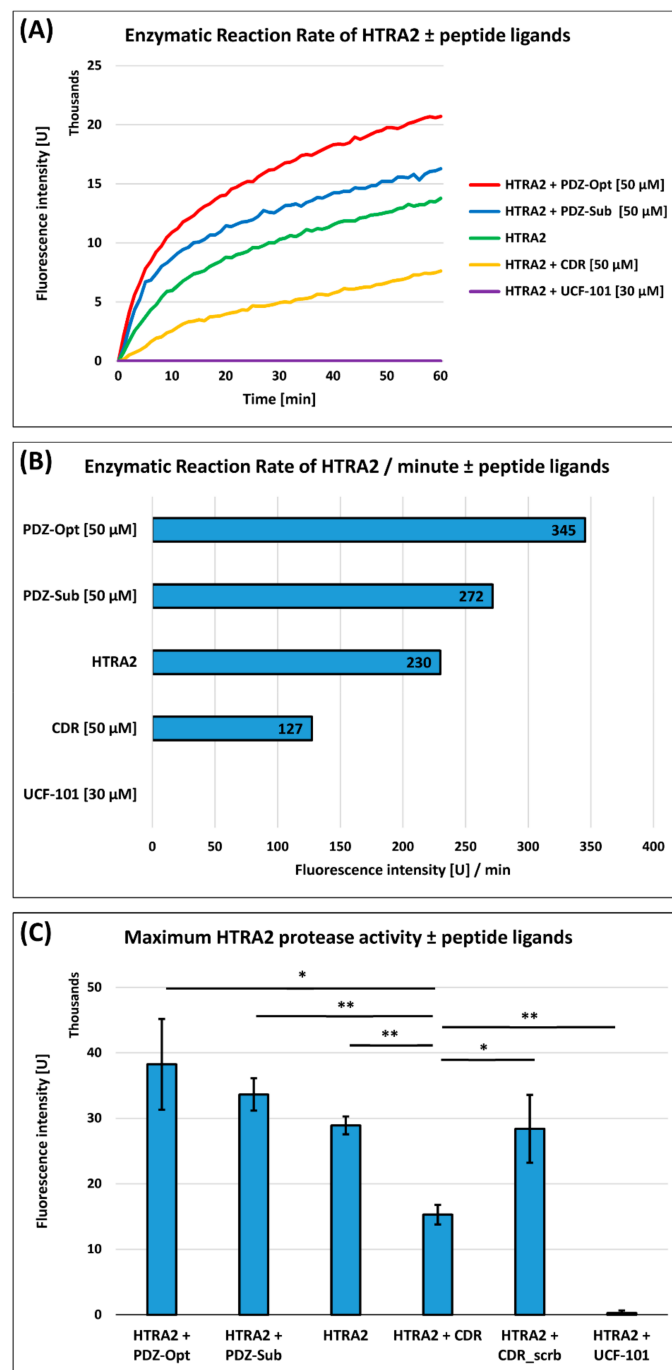 (A)
Enzymatic Reaction Rate of HTRA2 ± peptide ligands
Thousands
Fluorescence intensity [U]
25
20
15
10
5
0
0 10 20 30 40 50 60
Time [min]
HTRA2 + PDZ-Opt [50 µM]
HTRA2 + PDZ-Sub [50 µM]
HTRA2
HTRA2 + CDR [50 µM]
HTRA2 + UCF-101 [30 µM]
(B)
Enzymatic Reaction Rate of HTRA2 / minute ± peptide ligands
PDZ-Opt [50 µM] 345
PDZ-Sub [50 µM] 272
HTRA2 230
CDR [50 µM] 127
UCF-101 [30 µM]
0 50 100 150 200 250 300 350 400
Fluorescence intensity [U] / min
(C)
Maximum HTRA2 protease activity ± peptide ligands
Thousands
Fluorescence intensity [U]
50
40
30
20
10
0
*
**
**
**
*
HTRA2 + PDZ-Opt
HTRA2 + PDZ-Sub
HTRA2
HTRA2 + CDR
HTRA2 + CDR_scrb
HTRA2 + UCF-101